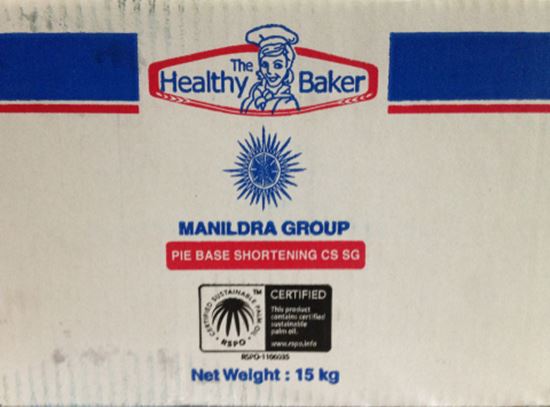 The
Healthy Baker
MANILDRA GROUP
PIE BASE SHORTENING CS SG
CERTIFIED SUSTAINABLE PALM OIL
TM
RSPO
CERTIFIED
This product
contains certified
sustainable
palm oil.
www.rspo.info
RSPO-1106035
Net Weight : 15 kg